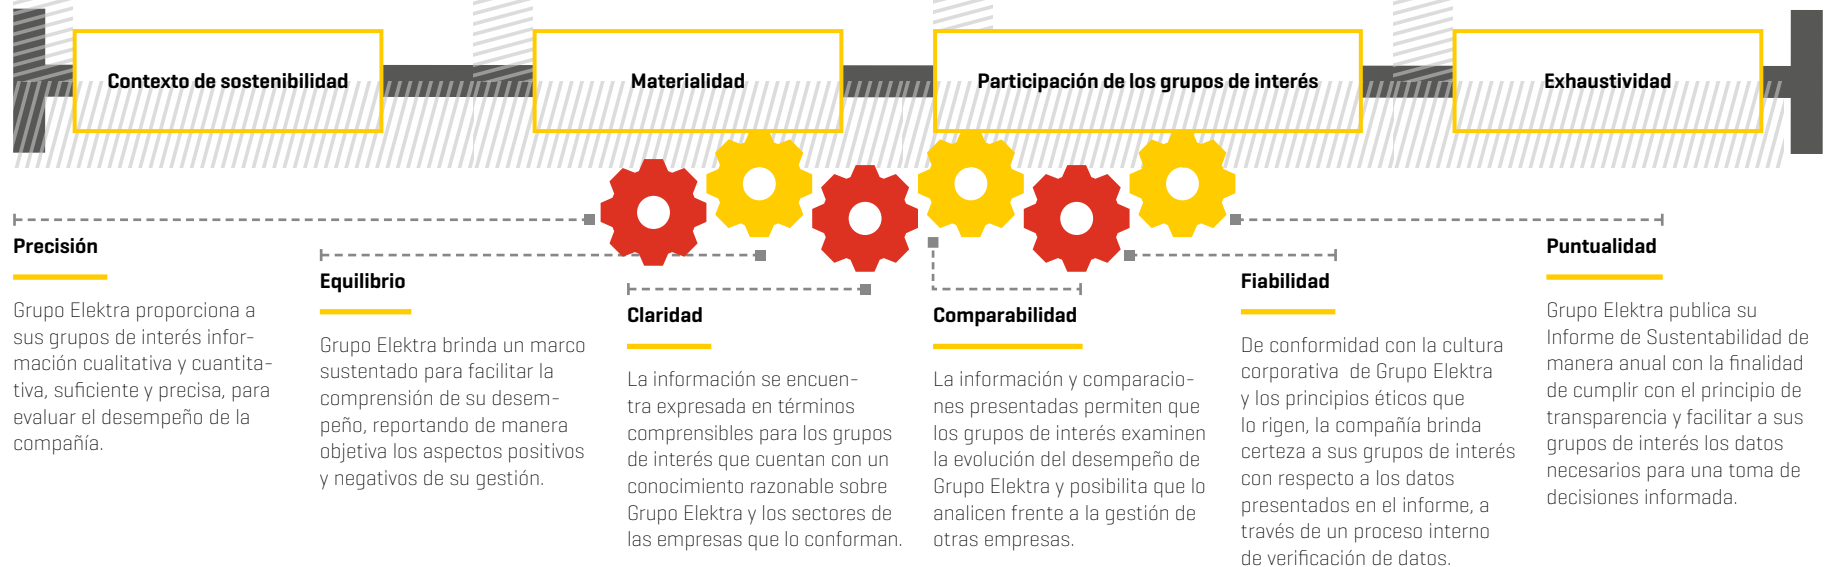 Contexto de sostenibilidad
Materialidad
Participación de los grupos de interés
Exhaustividad
Precisión
Grupo Elektra proporciona a
sus grupos de interés infor-
mación cualitativa y cuantita-
tiva, suficiente y precisa, para
evaluar el desempeño de la
compañía.
Equilibrio
Grupo Elektra brinda un marco
sustentado para facilitar la
comprensión de su desem-
peño, reportando de manera
objetiva los aspectos positivos
y negativos de su gestión.
Claridad
La información se encuen-
tra expresada en términos
comprensibles para los grupos
de interés que cuentan con un
conocimiento razonable sobre
Grupo Elektra y los sectores de
las empresas que lo conforman.
Comparabilidad
La información y comparacio-
nes presentadas permiten que
los grupos de interés examinen
la evolución del desempeño de
Grupo Elektra y posibilita que lo
analicen frente a la gestión de
otras empresas.
Fiabilidad
De conformidad con la cultura
corporativa de Grupo Elektra
y los principios éticos que
lo rigen, la compañía brinda
certeza a sus grupos de interés
con respecto a los datos
presentados en el informe, a
través de un proceso interno
de verificación de datos.
Puntualidad
Grupo Elektra publica su
Informe de Sustentabilidad de
manera anual con la finalidad
de cumplir con el principio de
transparencia y facilitar a sus
grupos de interés los datos
necesarios para una toma de
decisiones informada.